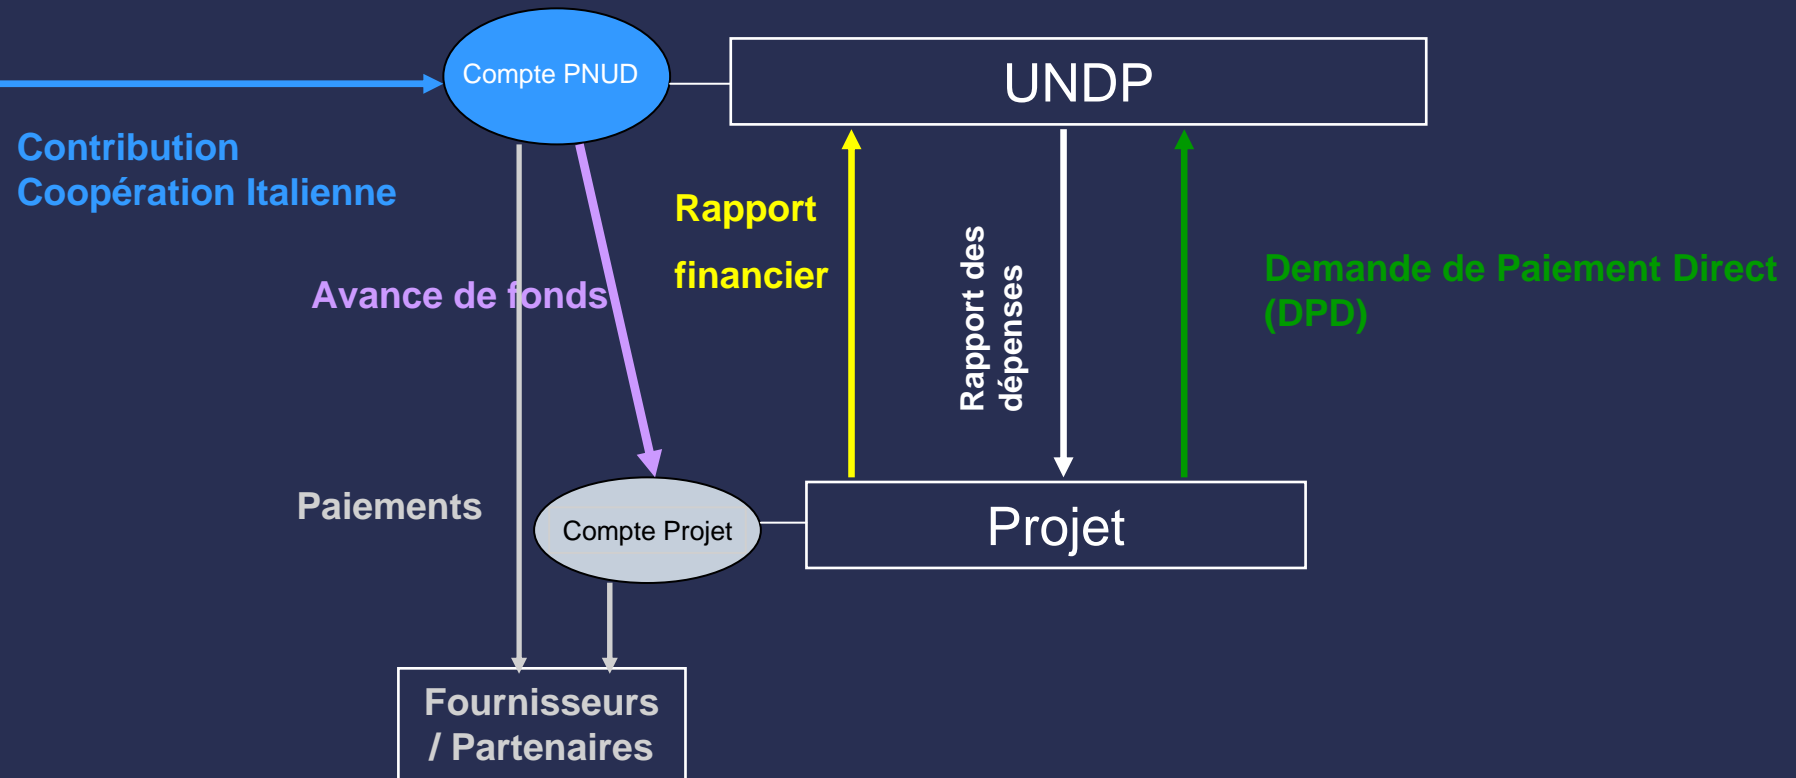 Compte PNUD
UNDP
Contribution
Coopération Italienne
Rapport
financier
Rapport des
dépenses
Demande de Paiement Direct
(DPD)
Avance de fonds
Paiements
Compte Projet
Projet
Fournisseurs
/ Partenaires